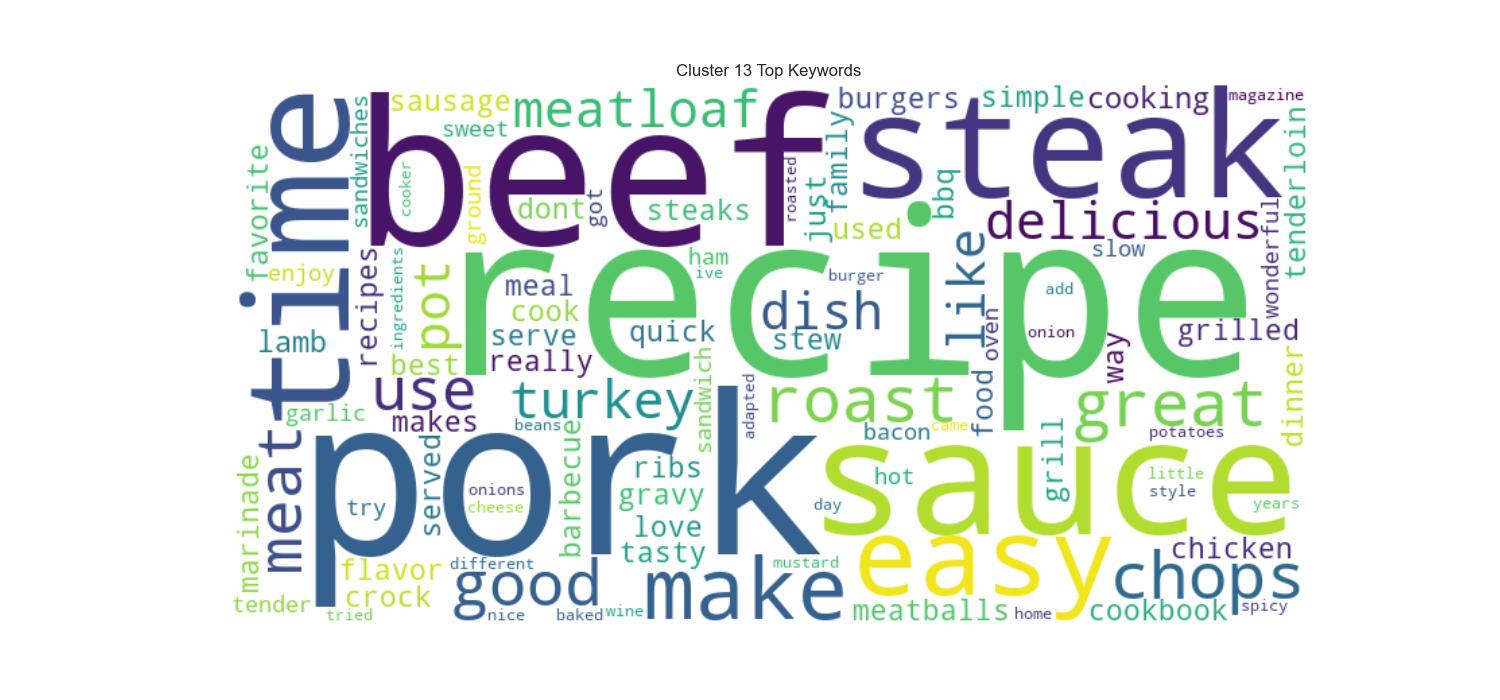 Cluster 13 Top Keywords
sausage
meatloaf
burgers
simple
cooking
magazine
beef
steak
time
sandwiches
sweet
family
bbq
tenderloin
favorite
cooker
ground
dont
got
steaks
roasted
just
used
delicious
wonderful
slow
enjoy
recipes
ingredients
pot
recipe
ham
ive
meal
burger
like
add
lamb
cook
serve
quick
dish
stew
oven
onion
way
grilled
best
really
use
turkey
sandwich
roast
food
great
dinner
garlic
makes
beans
adapted
bacon
came
potatoes
meat
pork
sauce
marinade
served
onions
cheese
try
barbecue
ribs
gravy
love
tasty
hot
grill
little
style
day
years
easy
chicken
flavor
crock
different
good
make
mustard
chops
tender
tried
nice
baked
wine
meatballs
home
cookbook
spicy